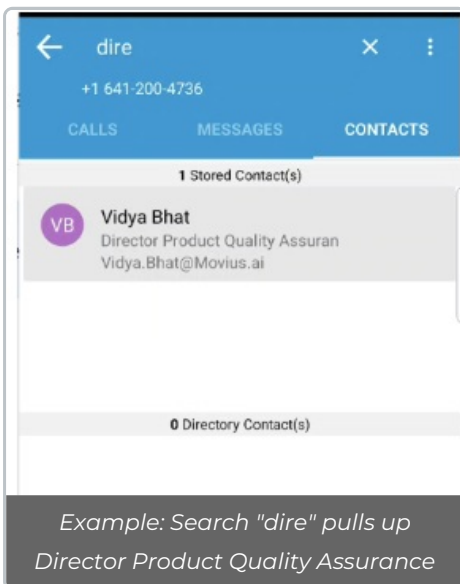 dire
+1 641-200-4736
CALLS MESSAGES CONTACTS
1 Stored Contact(s)
VB
Vidya Bhat
Director Product Quality Assuran
Vidya.Bhat@Movius.ai
0 Directory Contact(s)
Example: Search "dire" pulls up
Director Product Quality Assurance